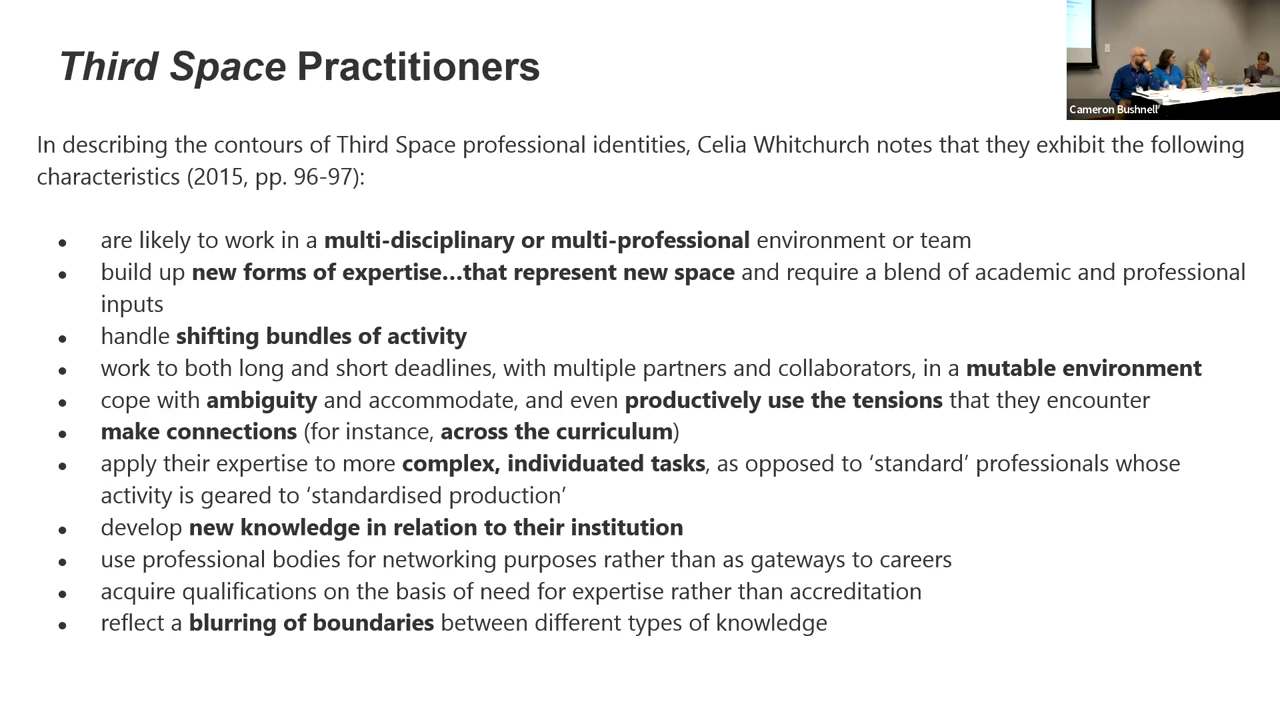 Third Space Practitioners
Cameron Bushnell
In describing the contours of Third Space professional identities, Celia Whitchurch notes that they exhibit the following
characteristics (2015, pp. 96-97):
● are likely to work in a multi-disciplinary or multi-professional environment or team
● build up new forms of expertise…that represent new space and require a blend of academic and professional
inputs
● handle shifting bundles of activity
● work to both long and short deadlines, with multiple partners and collaborators, in a mutable environment
● cope with ambiguity and accommodate, and even productively use the tensions that they encounter
● make connections (for instance, across the curriculum)
● apply their expertise to more complex, individuated tasks, as opposed to ‘standard’ professionals whose
activity is geared to ‘standardised production’
● develop new knowledge in relation to their institution
● use professional bodies for networking purposes rather than as gateways to careers
● acquire qualifications on the basis of need for expertise rather than accreditation
● reflect a blurring of boundaries between different types of knowledge